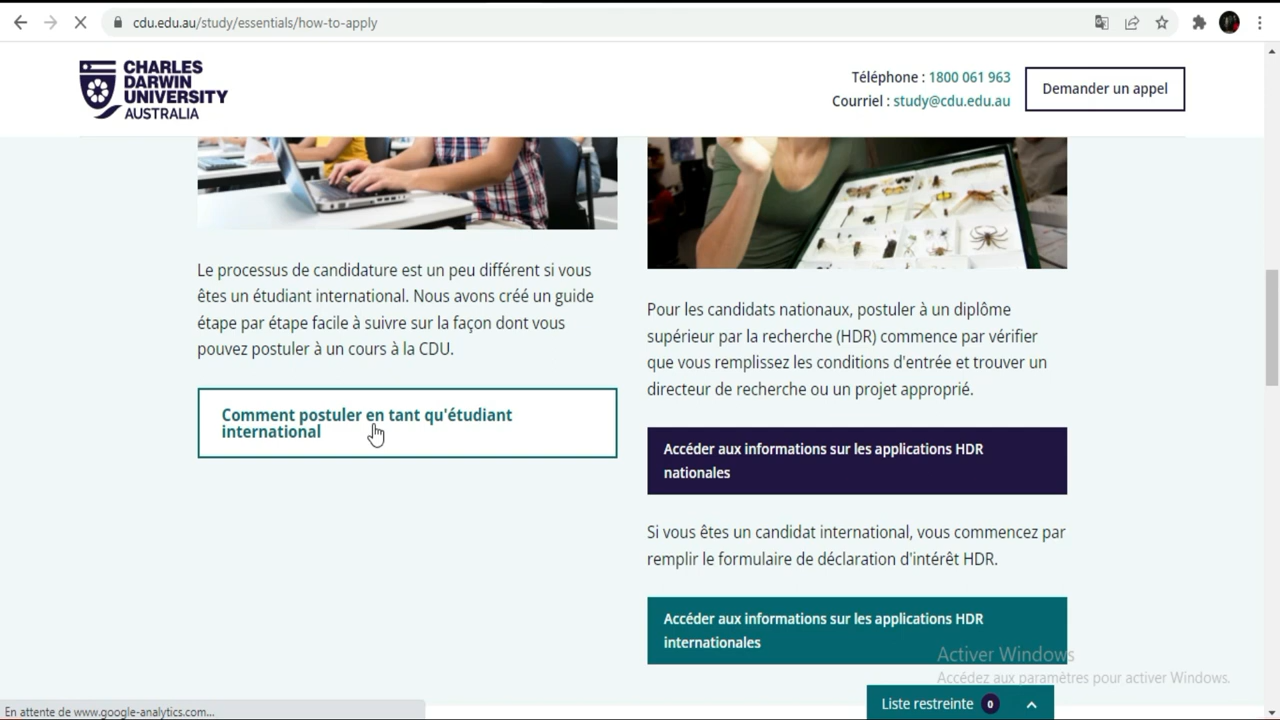 cdu.edu.au/study/essentials/how-to-apply
CHARLES
DARWIN
UNIVERSITY
AUSTRALIA
Téléphone : 1800 061 963
Courriel : study@cdu.edu.au
Demander un appel
Le processus de candidature est un peu différent si vous
êtes un étudiant international. Nous avons créé un guide
étape par étape facile à suivre sur la façon dont vous
pouvez postuler à un cours à la CDU.
Comment postuler en tant qu'étudiant
international
Pour les candidats nationaux, postuler à un diplôme
supérieur par la recherche (HDR) commence par vérifier
que vous remplissez les conditions d'entrée et trouver un
directeur de recherche ou un projet approprié.
Accéder aux informations sur les applications HDR
nationales
Si vous êtes un candidat international, vous commencez par
remplir le formulaire de déclaration d'intérêt HDR.
Accéder aux informations sur les applications HDR
internationales
Activer Windows
Accédez aux paramètres pour activer Windows.
Liste restreinte 0
En attente de www.google-analytics.com...